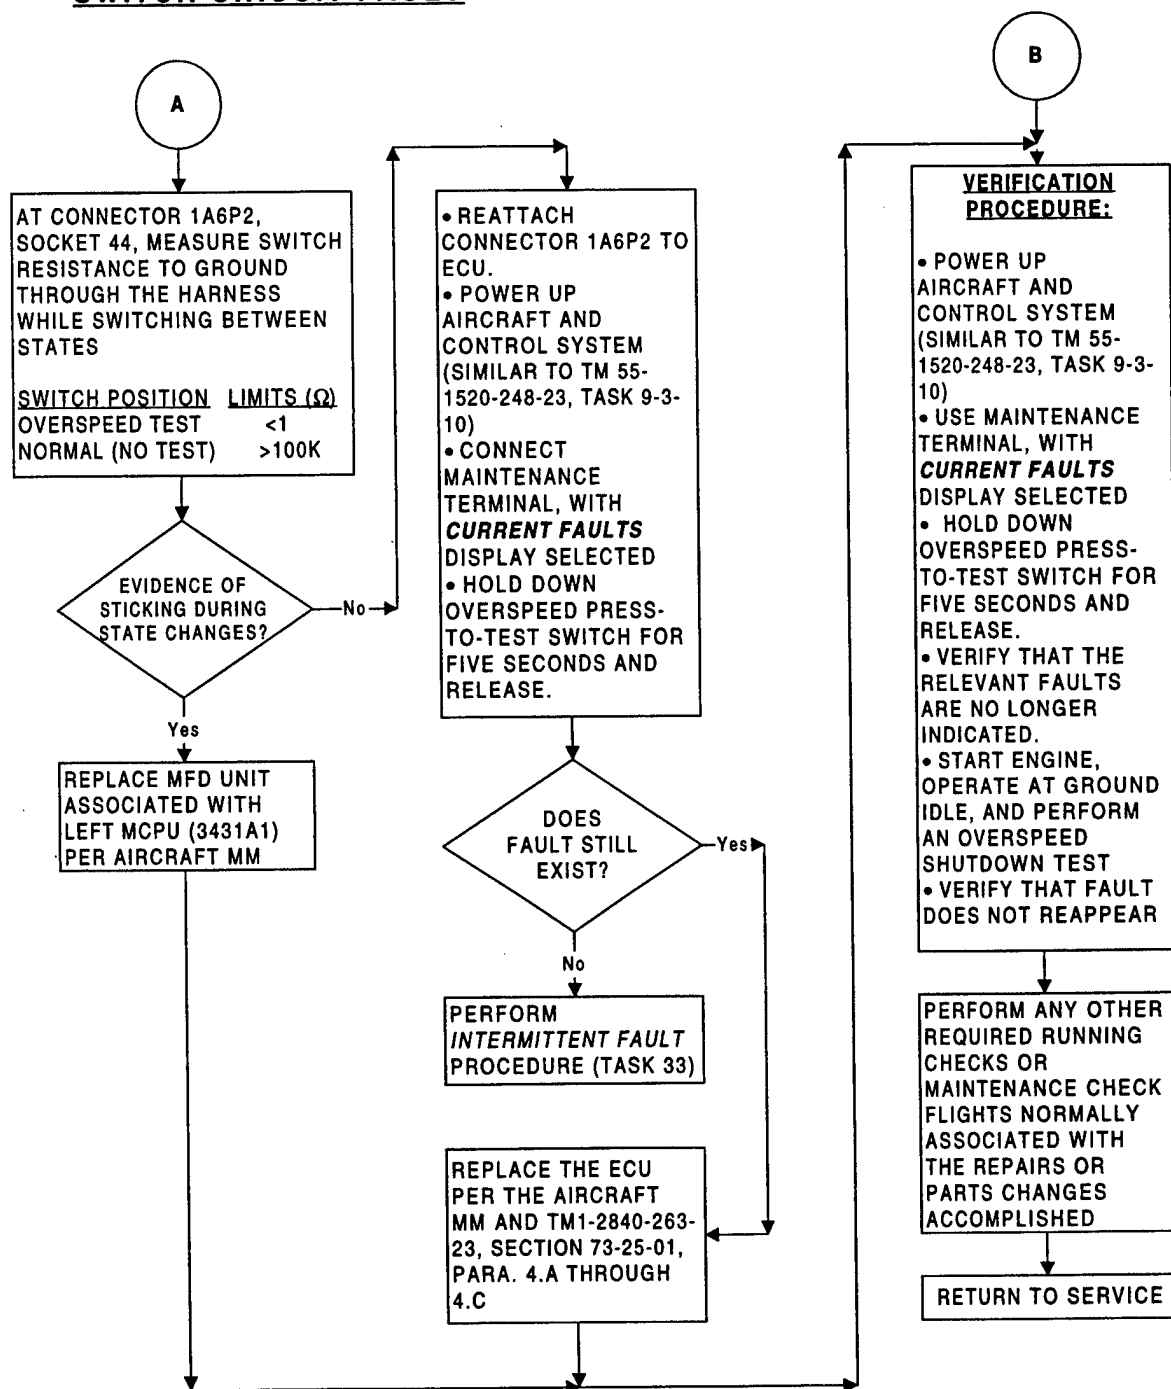 A
AT CONNECTOR 1A6P2,
SOCKET 44, MEASURE SWITCH
RESISTANCE TO GROUND
THROUGH THE HARNESS
WHILE SWITCHING BETWEEN
STATES
SWITCH POSITION LIMITS (Ω)
OVERSPEED TEST <1
NORMAL (NO TEST) >100K
EVIDENCE OF
STICKING DURING
STATE CHANGES?
No
Yes
REPLACE MFD UNIT
ASSOCIATED WITH
LEFT MCPU (3431A1)
PER AIRCRAFT MM
• REATTACH
CONNECTOR 1A6P2 TO
ECU.
• POWER UP
AIRCRAFT AND
CONTROL SYSTEM
(SIMILAR TO TM 55-
1520-248-23, TASK 9-3-
10)
• CONNECT
MAINTENANCE
TERMINAL, WITH
CURRENT FAULTS
DISPLAY SELECTED
• HOLD DOWN
OVERSPEED PRESS-
TO-TEST SWITCH FOR
FIVE SECONDS AND
RELEASE.
DOES
FAULT STILL
EXIST?
Yes
No
PERFORM
INTERMITTENT FAULT
PROCEDURE (TASK 33)
REPLACE THE ECU
PER THE AIRCRAFT
MM AND TM1-2840-263-
23, SECTION 73-25-01,
PARA. 4.A THROUGH
4.C
B
VERIFICATION
PROCEDURE:
• POWER UP
AIRCRAFT AND
CONTROL SYSTEM
(SIMILAR TO TM 55-
1520-248-23, TASK 9-3-
10)
• USE MAINTENANCE
TERMINAL, WITH
CURRENT FAULTS
DISPLAY SELECTED
• HOLD DOWN
OVERSPEED PRESS-
TO-TEST SWITCH FOR
FIVE SECONDS AND
RELEASE.
• VERIFY THAT THE
RELEVANT FAULTS
ARE NO LONGER
INDICATED.
• START ENGINE,
OPERATE AT GROUND
IDLE, AND PERFORM
AN OVERSPEED
SHUTDOWN TEST
• VERIFY THAT FAULT
DOES NOT REAPPEAR
PERFORM ANY OTHER
REQUIRED RUNNING
CHECKS OR
MAINTENANCE CHECK
FLIGHTS NORMALLY
ASSOCIATED WITH
THE REPAIRS OR
PARTS CHANGES
ACCOMPLISHED
RETURN TO SERVICE